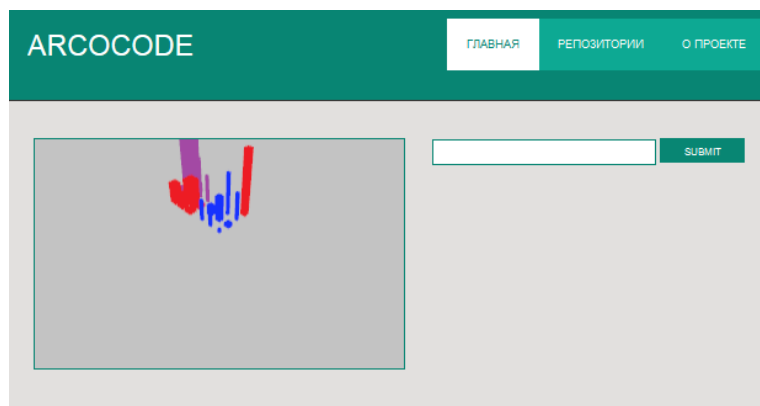 ARCOCODE
ГЛАВНАЯ
РЕПОЗИТОРИИ
О ПРОЕКТЕ
SUBMIT